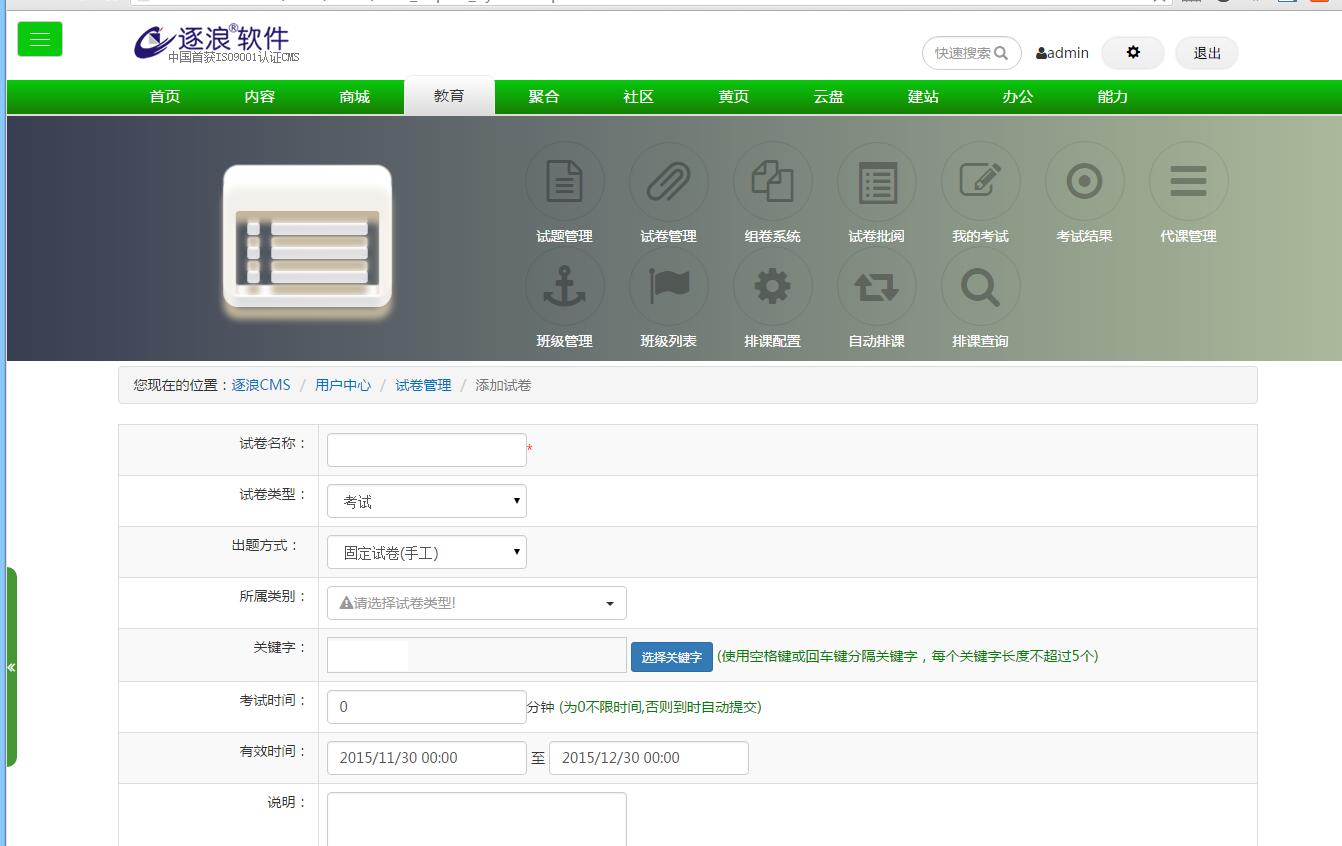 逐浪®软件
中国首获ISO9001认证CMS
快速搜索 admin 退出
首页 内容 商城 教育 聚合 社区 黄页 云盘 建站 办公 能力
试题管理 试卷管理 组卷系统 试卷批阅 我的考试 考试结果 代课管理
班级管理 班级列表 排课配置 自动排课 排课查询
您现在的位置：逐浪CMS / 用户中心 / 试卷管理 / 添加试卷
试卷名称： *
试卷类型： 考试
出题方式： 固定试卷(手工)
所属类别： 请选择试卷类型!
关键字： 选择关键字 (使用空格键或回车键分隔关键字，每个关键字长度不超过5个)
考试时间： 0 分钟 (为0不限时间,否则到时自动提交)
有效时间： 2015/11/30 00:00 至 2015/12/30 00:00
说明：